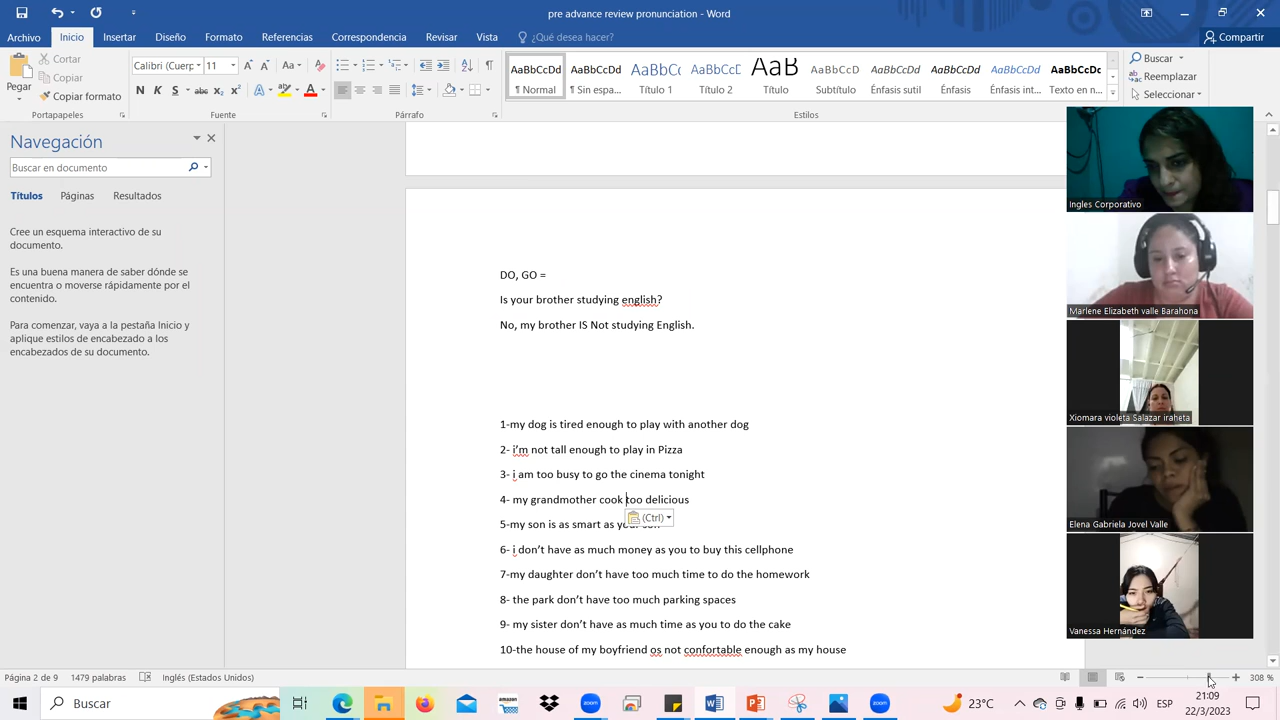 pre advance review pronunciation - Word
Archivo Inicio Insertar Diseño Formato Referencias Correspondencia Revisar Vista ¿Qué desea hacer? Compartir
Pegar
Cortar
Copiar
Copiar formato
Calibri (Cuerp 11
N K S abc X₂ X²
AaBbCcDd AaBbCcDd AaBbCc AaBbCcD AaB AaBbCcD AaBbCcDd AaBbCcDd AaBbCcDd AaBbCcDc
¶ Normal ¶ Sin espa... Título 1 Título 2 Título Subtítulo Énfasis sutil Énfasis Énfasis int... Texto en n...
Buscar
Reemplazar
Seleccionar
Portapapeles Fuente Párrafo Estilos
Navegación
Buscar en documento
Títulos Páginas Resultados
Cree un esquema interactivo de su
documento.
Es una buena manera de saber dónde se
encuentra o moverse rápidamente por el
contenido.
Para comenzar, vaya a la pestaña Inicio y
aplique estilos de encabezado a los
encabezados de su documento.
DO, GO =
Is your brother studying english?
No, my brother IS Not studying English.
1-my dog is tired enough to play with another dog
2- i'm not tall enough to play in Pizza
3- i am too busy to go the cinema tonight
4- my grandmother cook too delicious
(Ctrl)
5-my son is as smart as your son
6- i don't have as much money as you to buy this cellphone
7-my daughter don't have too much time to do the homework
8- the park don't have too much parking spaces
9- my sister don't have as much time as you to do the cake
10-the house of my boyfriend os not confortable enough as my house
Ingles Corporativo
Marlene Elizabeth valle Barahona
Xiomara violeta Salazar iraheta
Elena Gabriela Jovel Valle
Vanessa Hernández
Página 2 de 9 1479 palabras Inglés (Estados Unidos) 308 %
Buscar
amazon
zoom
zoom
23°C
ESP
21:09
22/3/2023